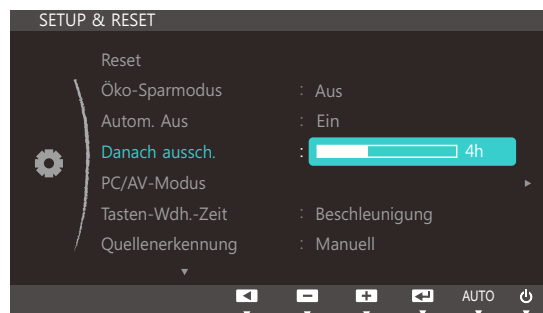 SETUP & RESET
Reset
Öko-Sparmodus : Aus
Autom. Aus : Ein
Danach aussch. : 4h
PC/AV-Modus
Tasten-Wdh.-Zeit : Beschleunigung
Quellenerkennung : Manuell
AUTO